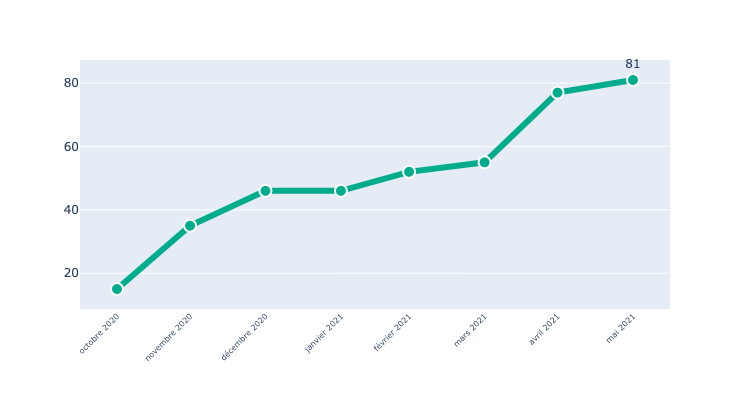 81
80
60
40
20
octobre 2020
novembre 2020
décembre 2020
janvier 2021
février 2021
mars 2021
avril 2021
mai 2021